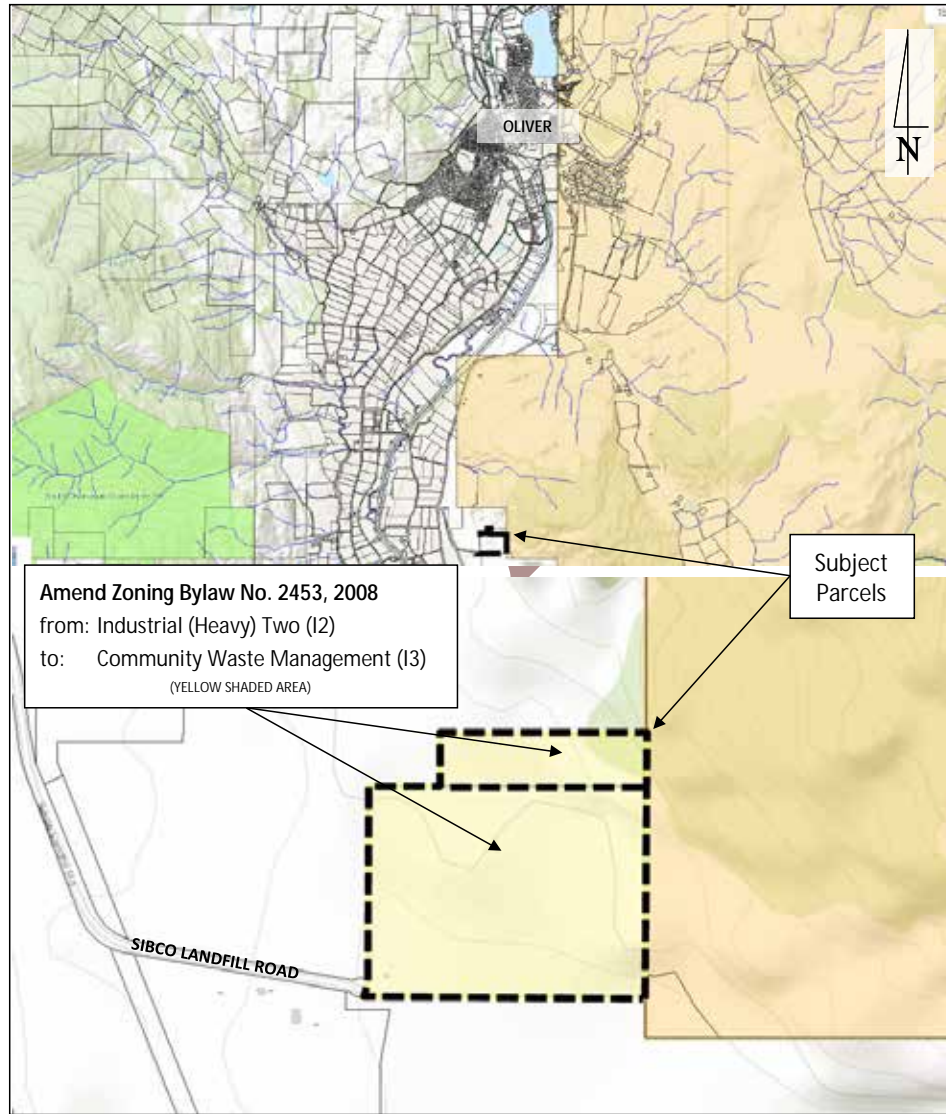 OLIVER
N
Subject
Parcels
Amend Zoning Bylaw No. 2453, 2008
from: Industrial (Heavy) Two (I2)
to: Community Waste Management (I3)
(YELLOW SHADED AREA)
SIBCO LANDFILL ROAD